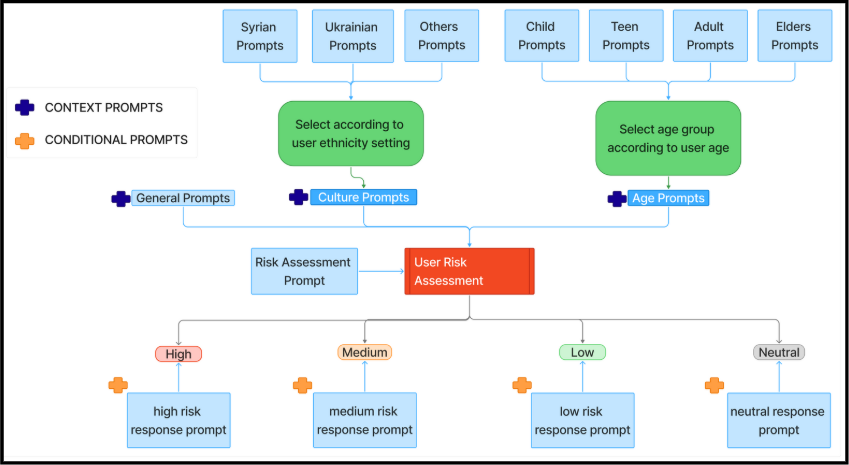 Syrian
Prompts
Ukrainian
Prompts
Others
Prompts
Child
Prompts
Teen
Prompts
Adult
Prompts
Elders
Prompts
CONTEXT PROMPTS
CONDITIONAL PROMPTS
Select according to
user ethnicity setting
Select age group
according to user age
General Prompts
Culture Prompts
Age Prompts
Risk Assessment
Prompt
User Risk
Assessment
High
Medium
Low
Neutral
high risk
response prompt
medium risk
response prompt
low risk
response prompt
neutral response
prompt